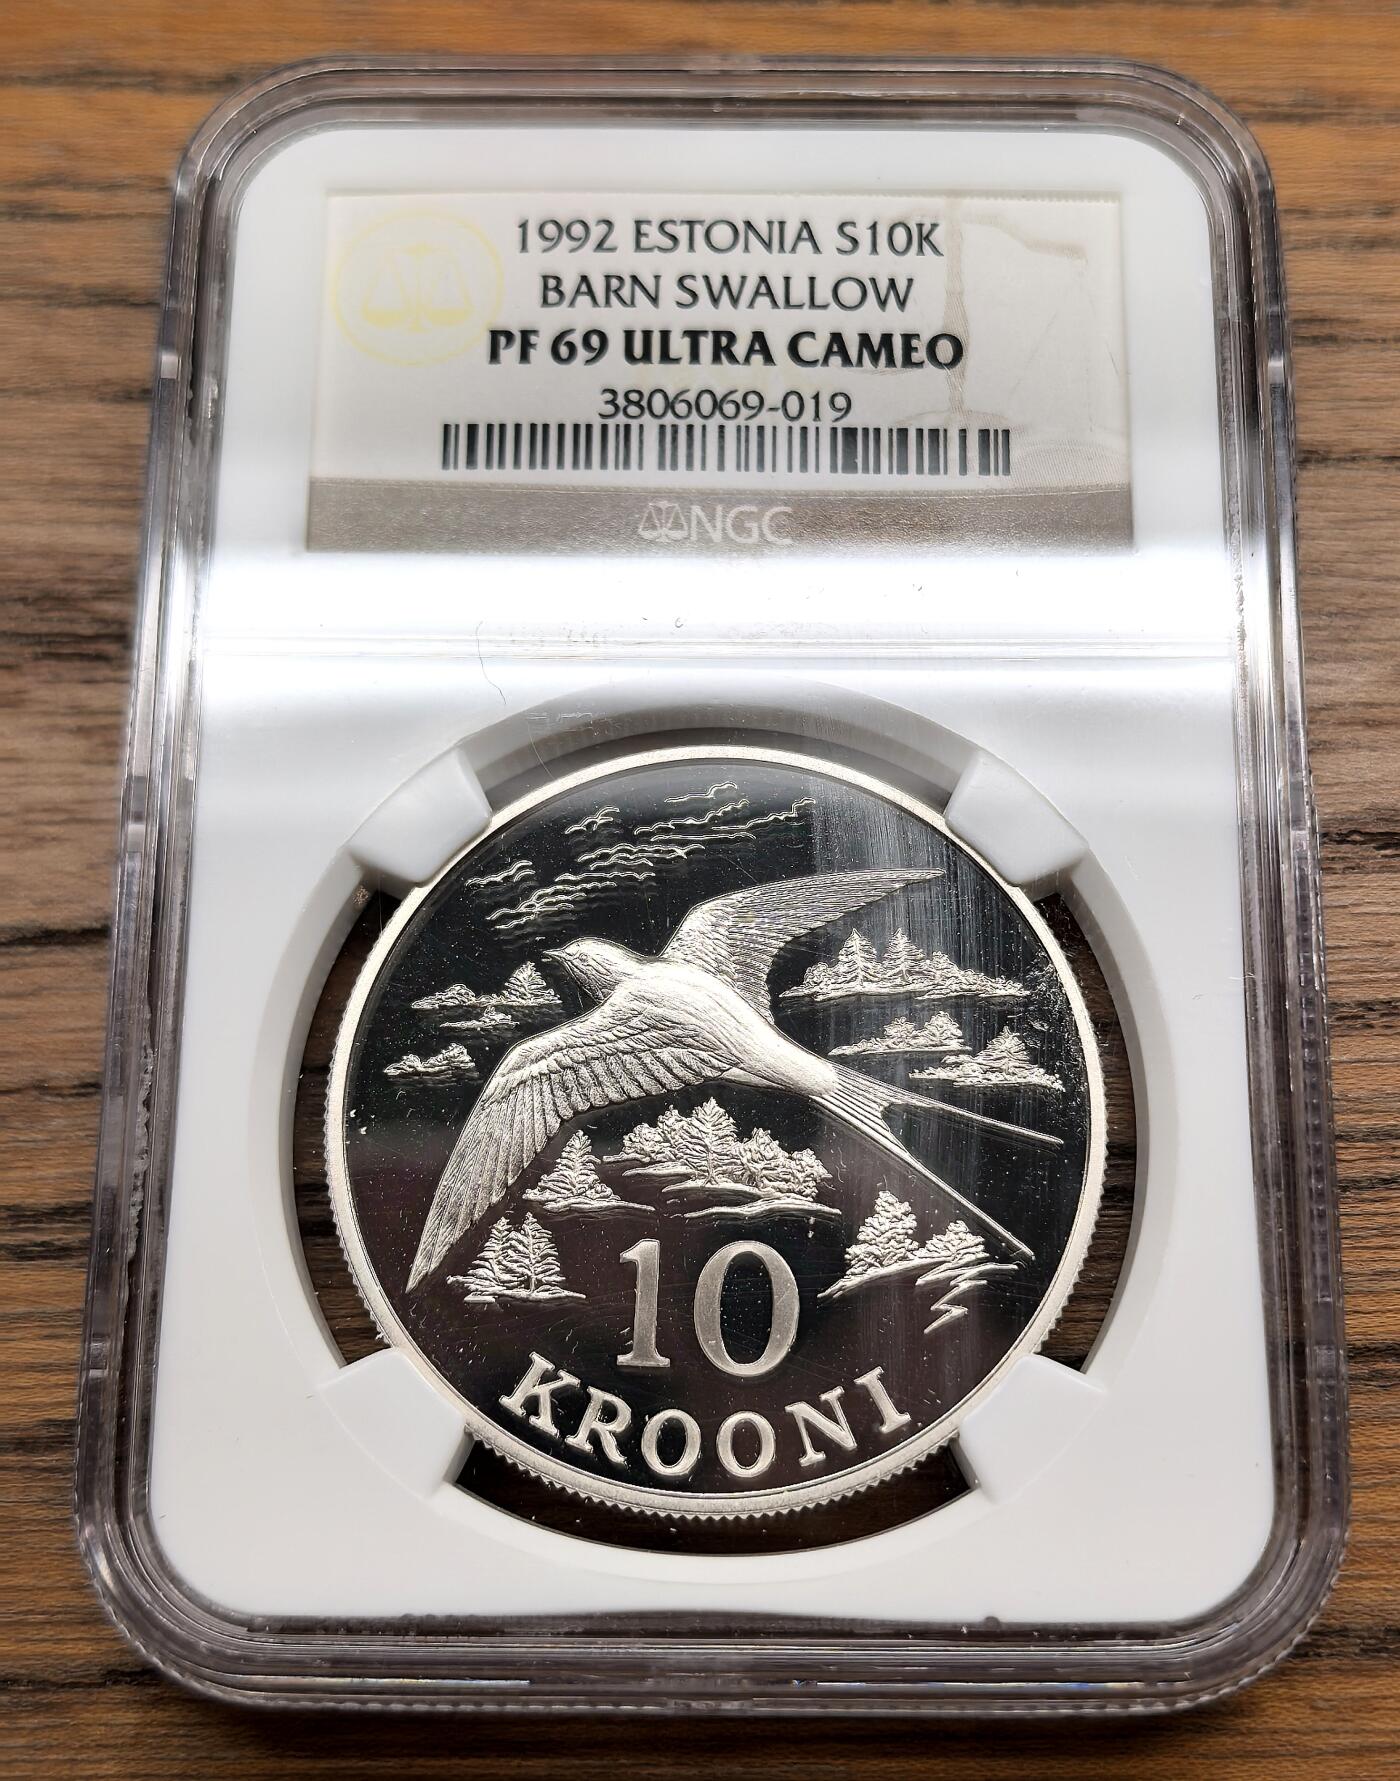 1992 ESTONIA S10K
BARN SWALLOW
PF 69 ULTRA CAMEO
3806069-019
NGC
10
KROONI